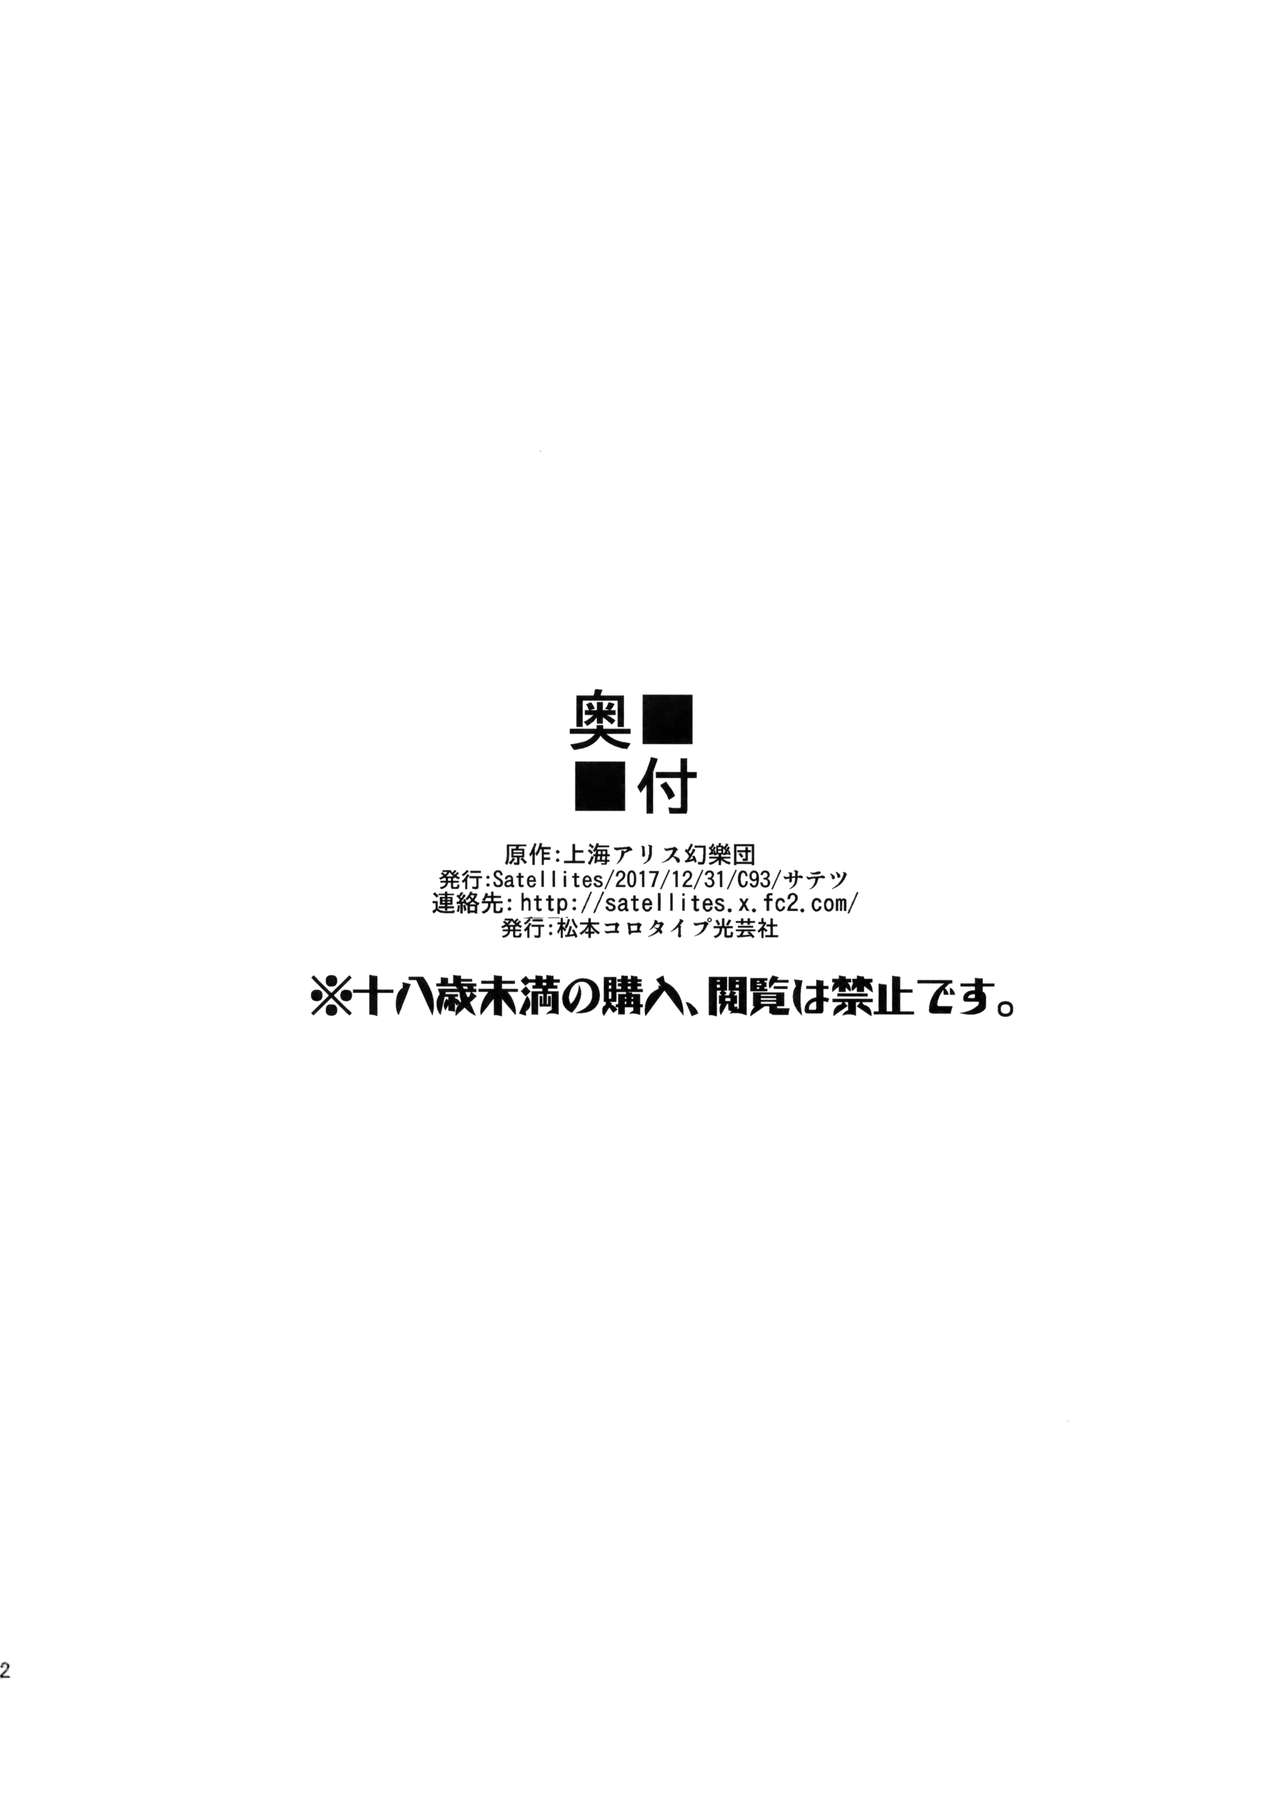 奥■
■付
原作:上海アリス幻樂団
発行:Satellites/2017/12/31/C93/サテツ
連絡先:http://satellites.x.fc2.com/
発行:松本コロタイプ光芸社
※十八歳未満の購入、閲覧は禁止です。
2